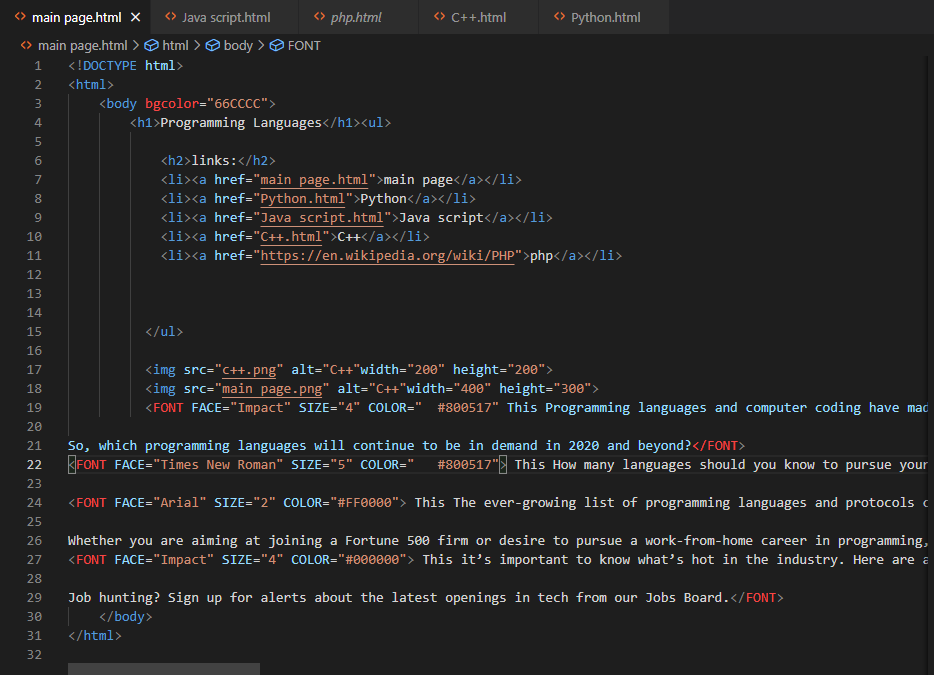 main page.html
Java script.html
php.html
C++.html
Python.html
main page.html > html > body > FONT
1 <!DOCTYPE html>
2 <html>
3 <body bgcolor="66CCCC">
4 <h1>Programming Languages</h1><ul>
5
6 <h2>links:</h2>
7 <li><a href="main page.html">main page</a></li>
8 <li><a href="Python.html">Python</a></li>
9 <li><a href="Java script.html">Java script</a></li>
10 <li><a href="C++.html">C++</a></li>
11 <li><a href="https://en.wikipedia.org/wiki/PHP">php</a></li>
12
13
14
15 </ul>
16
17 <img src="c++.png" alt="C++"width="200" height="200">
18 <img src="main page.png" alt="C++"width="400" height="300">
19 <FONT FACE="Impact" SIZE="4" COLOR="  #800517" This Programming languages and computer coding have mad
20
21 So, which programming languages will continue to be in demand in 2020 and beyond?</FONT>
22 <FONT FACE="Times New Roman" SIZE="5" COLOR="   #800517"> This How many languages should you know to pursue your
23
24 <FONT FACE="Arial" SIZE="2" COLOR="#FF0000"> This The ever-growing list of programming languages and protocols c
25
26 Whether you are aiming at joining a Fortune 500 firm or desire to pursue a work-from-home career in programming,
27 <FONT FACE="Impact" SIZE="4" COLOR="#000000"> This it’s important to know what’s hot in the industry. Here are a
28
29 Job hunting? Sign up for alerts about the latest openings in tech from our Jobs Board.</FONT>
30 </body>
31 </html>
32